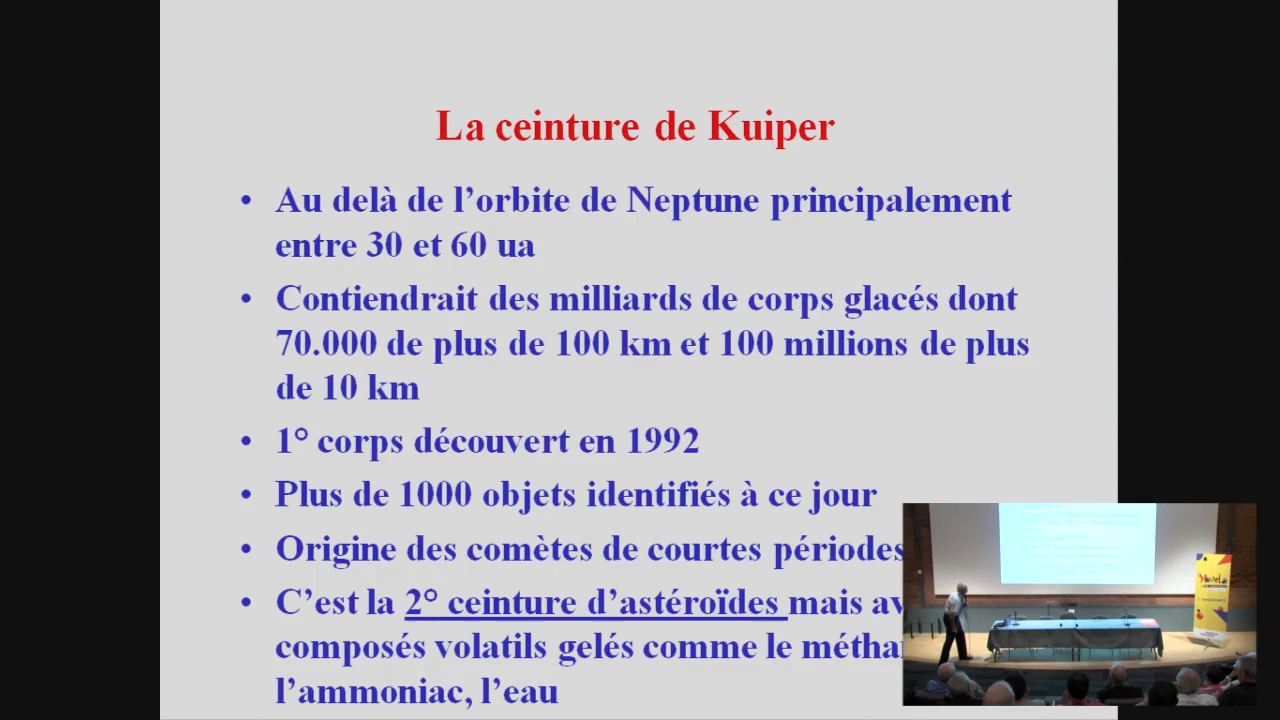 La ceinture de Kuiper
• Au delà de l’orbite de Neptune principalement
entre 30 et 60 ua
• Contiendrait des milliards de corps glacés dont
70.000 de plus de 100 km et 100 millions de plus
de 10 km
• 1° corps découvert en 1992
• Plus de 1000 objets identifiés à ce jour
• Origine des comètes de courtes périodes
• C’est la 2° ceinture d’astéroïdes mais
composés volatils gelés comme le
l’ammoniac, l’eau